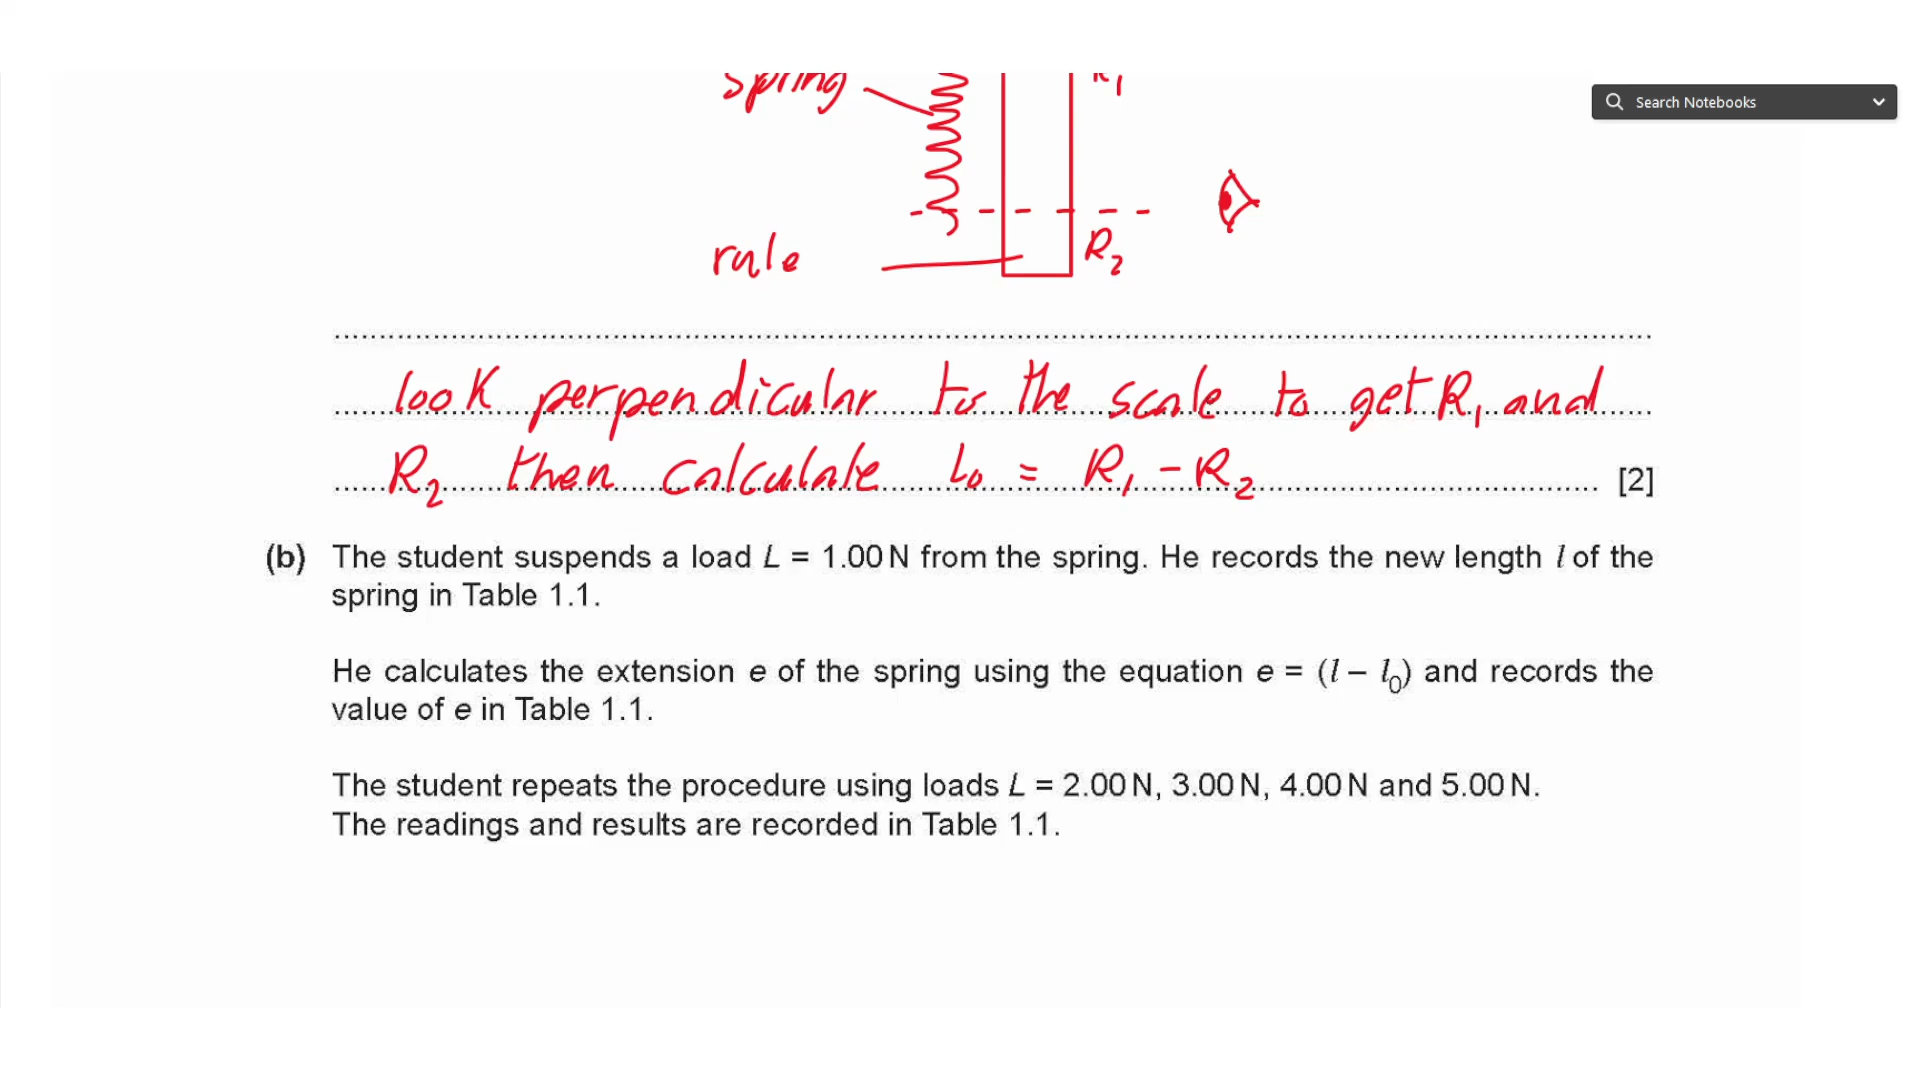 spring R₁
Search Notebooks
rule R₂
look perpendicular to the scale to get R₁ and
R₂ then calculate L₀ = R₁ - R₂ [2]
(b) The student suspends a load L = 1.00 N from the spring. He records the new length l of the
spring in Table 1.1.
He calculates the extension e of the spring using the equation e = (l – l₀) and records the
value of e in Table 1.1.
The student repeats the procedure using loads L = 2.00 N, 3.00 N, 4.00 N and 5.00 N.
The readings and results are recorded in Table 1.1.